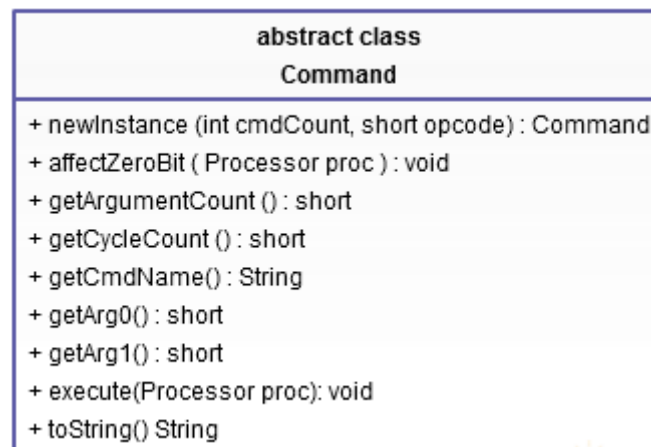 abstract class
Command
+ newInstance (int cmdCount, short opcode) : Command
+ affectZeroBit ( Processor proc ) : void
+ getArgumentCount () : short
+ getCycleCount () : short
+ getCmdName() : String
+ getArg0() : short
+ getArg1() : short
+ execute(Processor proc): void
+ toString() String